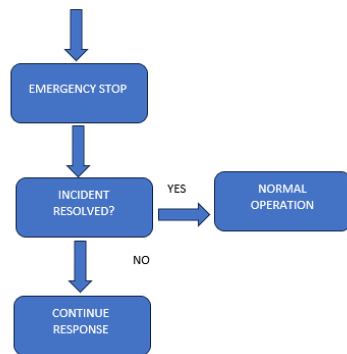 EMERGENCY STOP
INCIDENT
RESOLVED?
YES
NORMAL
OPERATION
NO
CONTINUE
RESPONSE